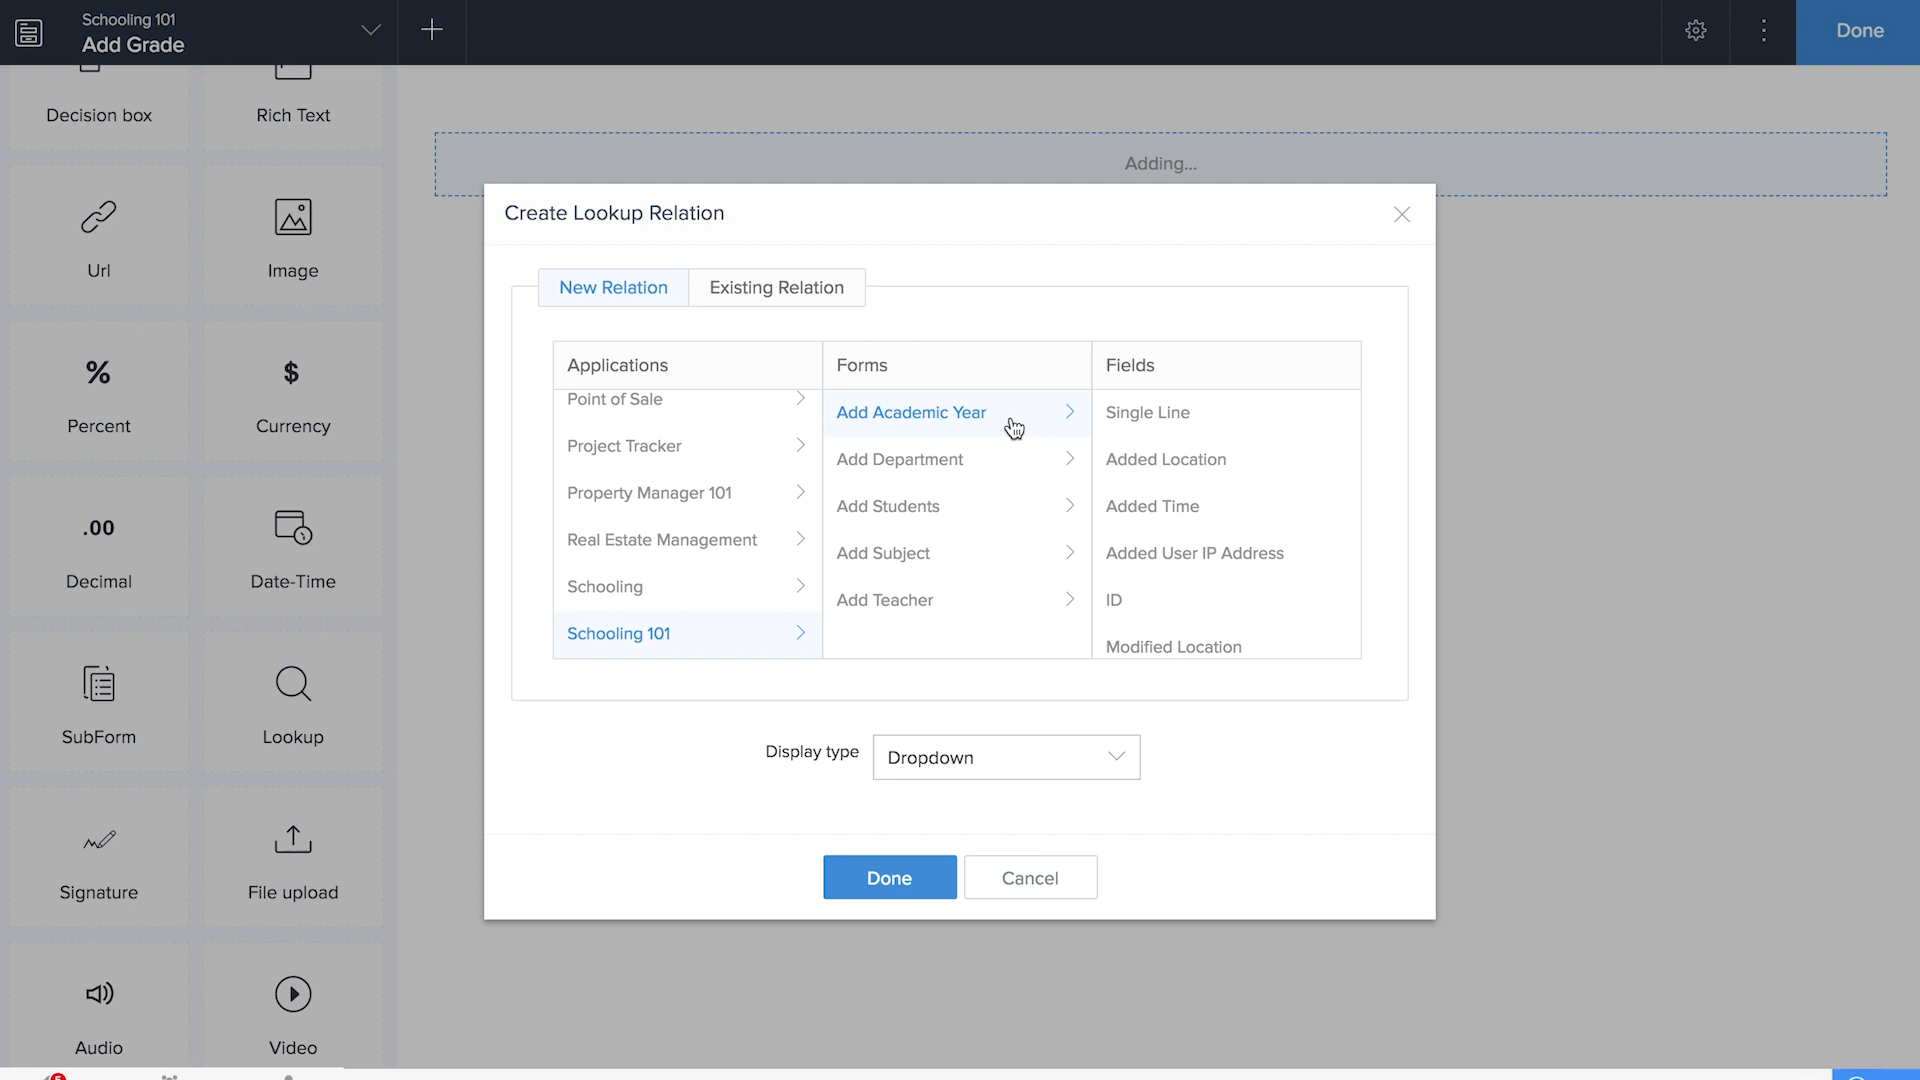 Schooling 101
Add Grade
Done
Decision box
Rich Text
Url
Image
%
$
Percent
Currency
.00
Decimal
Date-Time
SubForm
Lookup
Signature
File upload
Audio
Video
5
Adding...
Create Lookup Relation
New Relation
Existing Relation
Applications
Forms
Fields
Point of Sale
Project Tracker
Property Manager 101
Real Estate Management
Schooling
Schooling 101
Add Academic Year
Add Department
Add Students
Add Subject
Add Teacher
Single Line
Added Location
Added Time
Added User IP Address
ID
Modified Location
Display type
Dropdown
Done
Cancel